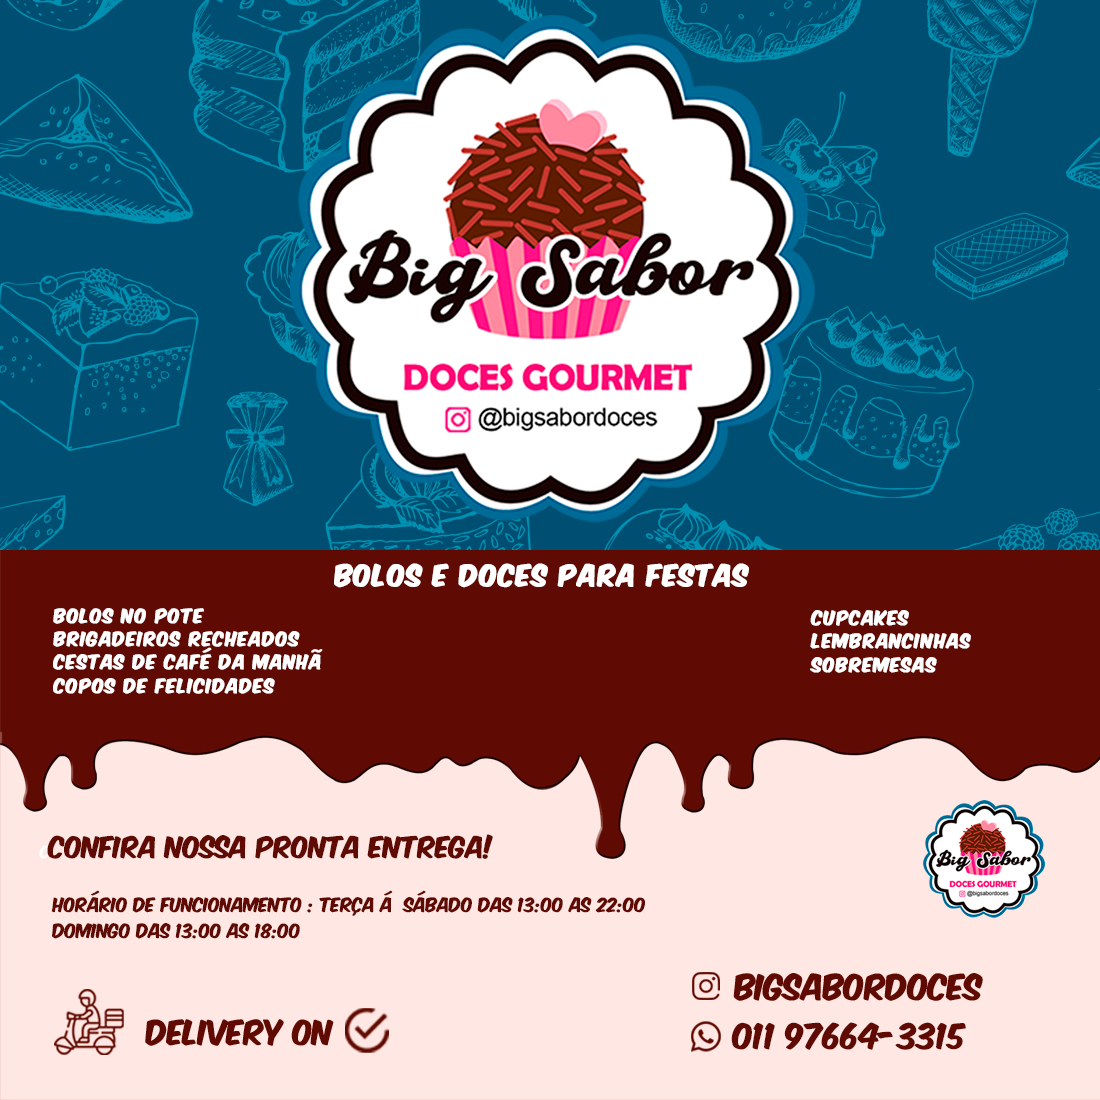 Big Sabor
DOCES GOURMET
@bigsabordoces
BOLOS E DOCES PARA FESTAS
BOLOS NO POTE
BRIGADEIROS RECHEADOS
CESTAS DE CAFÉ DA MANHÃ
COPOS DE FELICIDADES
CUPCAKES
LEMBRANCINHAS
SOBREMESAS
CONFIRA NOSSA PRONTA ENTREGA!
Big Sabor
DOCES GOURMET
@bigsabordoces
HORÁRIO DE FUNCIONAMENTO : TERÇA Á SÁBADO DAS 13:00 AS 22:00
DOMINGO DAS 13:00 AS 18:00
DELIVERY ON
BIGSABORDOCES
011 97664-3315